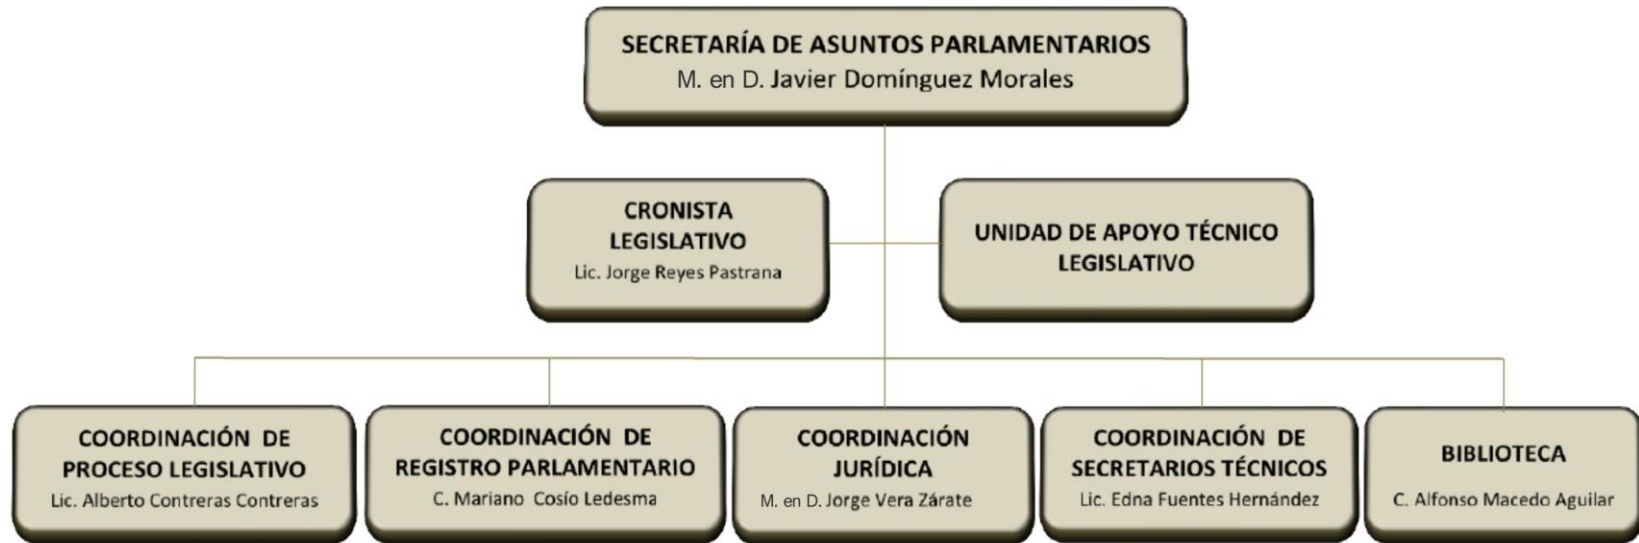 SECRETARÍA DE ASUNTOS PARLAMENTARIOS
M. en D. Javier Domínguez Morales
CRONISTA
LEGISLATIVO
Lic. Jorge Reyes Pastrana
UNIDAD DE APOYO TÉCNICO
LEGISLATIVO
COORDINACIÓN DE
PROCESO LEGISLATIVO
Lic. Alberto Contreras Contreras
COORDINACIÓN DE
REGISTRO PARLAMENTARIO
C. Mariano Cosío Ledesma
COORDINACIÓN
JURÍDICA
M. en D. Jorge Vera Zárate
COORDINACIÓN DE
SECRETARIOS TÉCNICOS
Lic. Edna Fuentes Hernández
BIBLIOTECA
C. Alfonso Macedo Aguilar